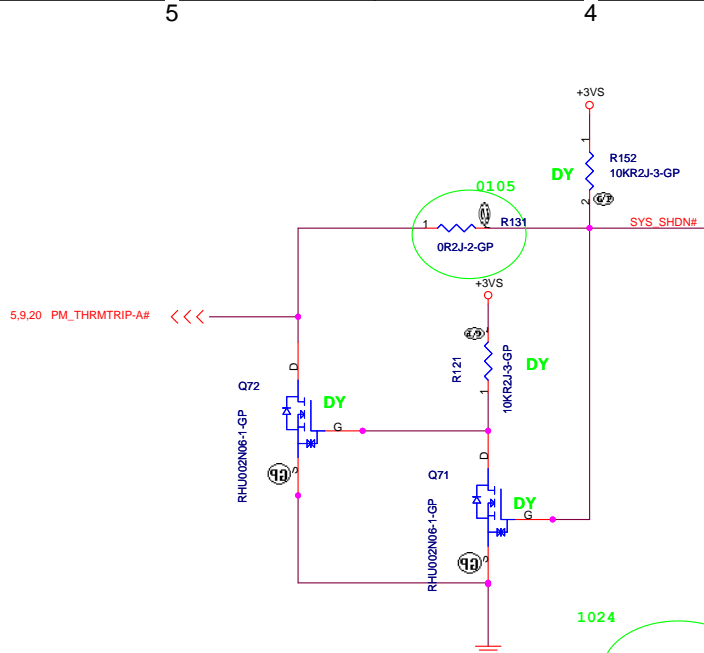 5
4
+3VS
1
R152
10KR2J-3-GP
DY
2
0105
1
R131
SYS_SHDN#
0R2J-2-GP
+3VS
5,9,20 PM_THRMTRIP-A#
R121
10KR2J-3-GP
DY
1
D
Q72
DY
G
RHU002N06-1-GP
S
GP
D
Q71
DY
G
RHU002N06-1-GP
S
GP
1024